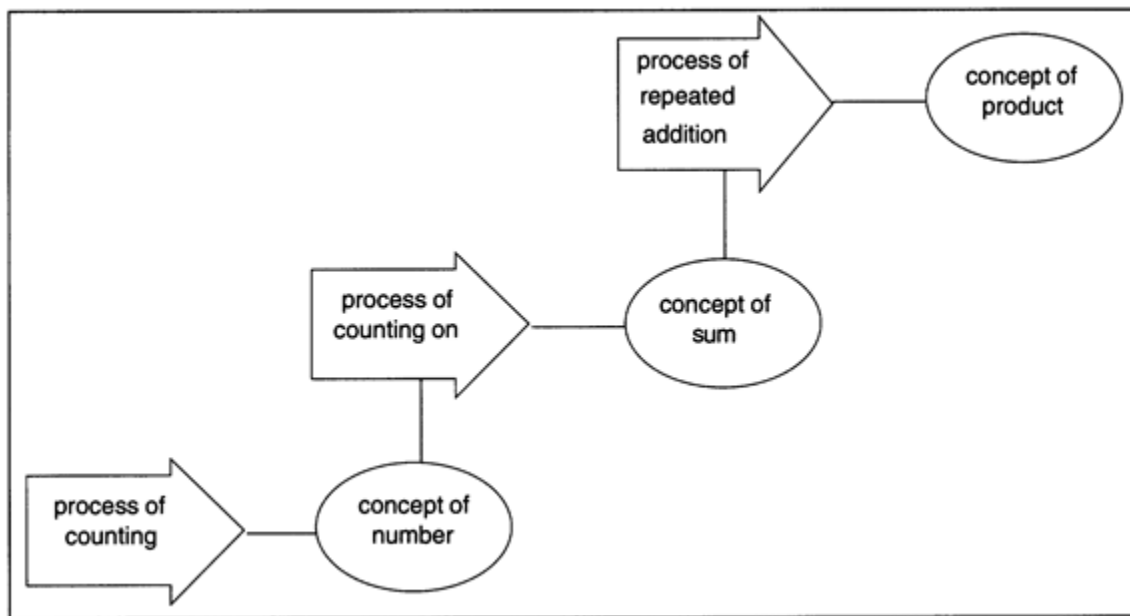 process of
repeated
addition
concept of
product
process of
counting on
concept of
sum
process of
counting
concept of
number